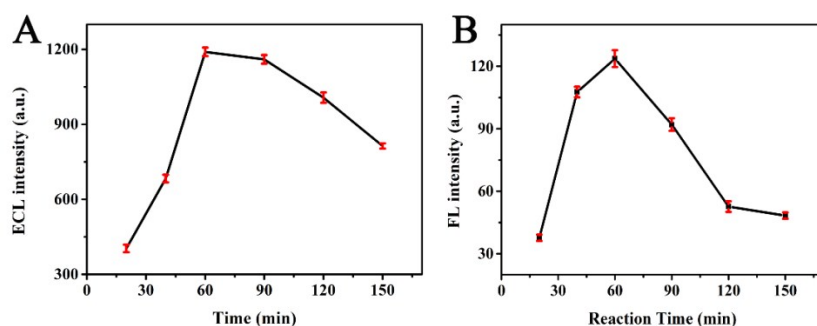 A
ECL intensity (a.u.)
1200
900
600
300
0 30 60 90 120 150
Time (min)
B
FL intensity (a.u.)
120
90
60
30
0 30 60 90 120 150
Reaction Time (min)